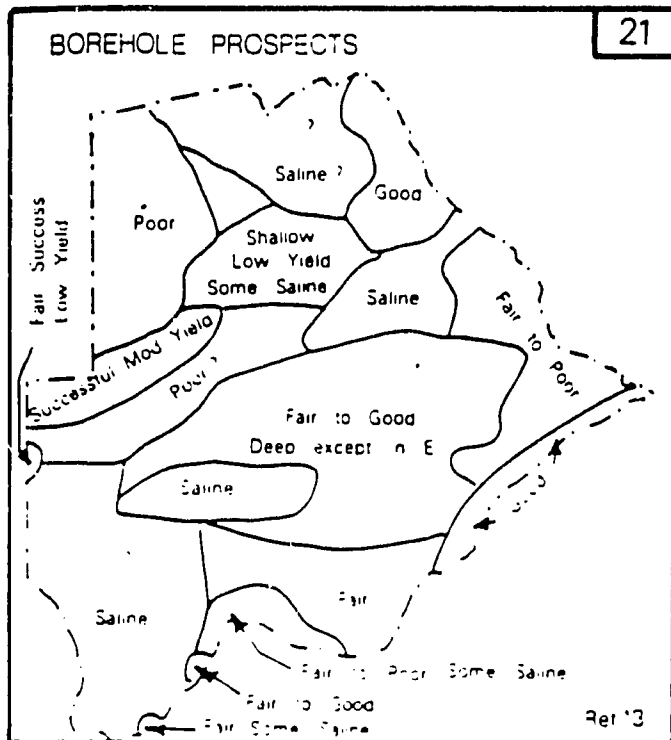 BOREHOLE PROSPECTS
21
?
Saline ?
Good
Poor
Fair Success
Low Yield
Shallow
Low Yield
Some Saline
Saline
Fair to Poor
Successful Mod Yield
Poor ?
Fair to Good
Deep except in E
Saline
Good
Fair
Saline
Fair to Poor Some Saline
Fair to Good
Fair Some Saline
Ref 13